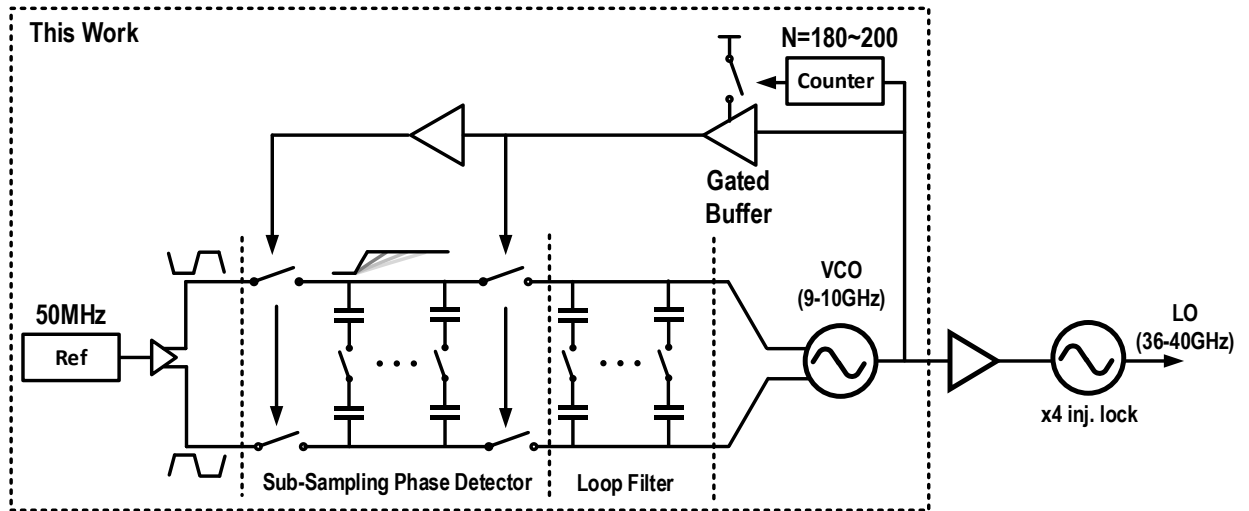 This Work
N=180~200
Counter
Gated
Buffer
VCO
(9-10GHz)
50MHz
Ref
LO
(36-40GHz)
x4 inj. lock
Sub-Sampling Phase Detector
Loop Filter